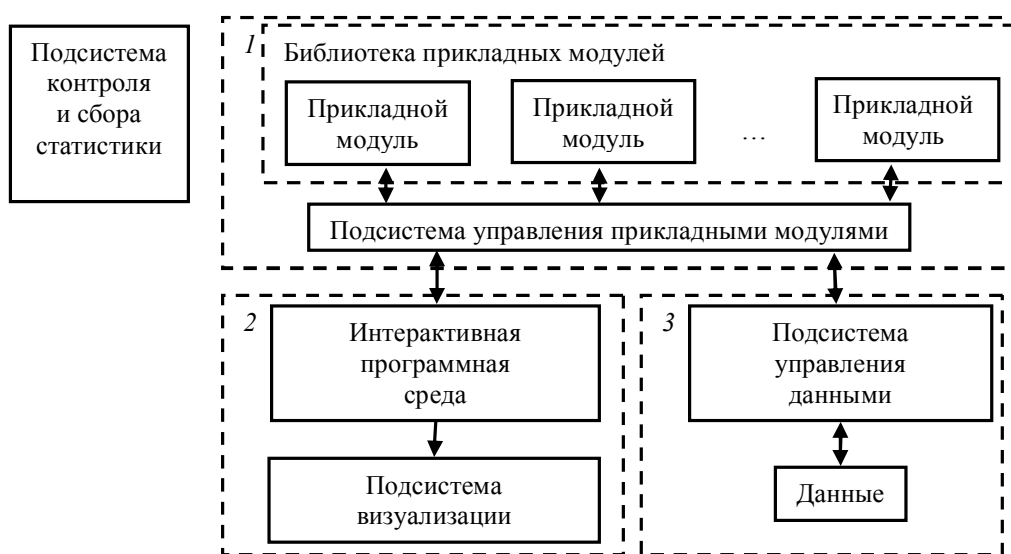 Подсистема
контроля
и сбора
статистики
1
Библиотека прикладных модулей
Прикладной
модуль
Прикладной
модуль
...
Прикладной
модуль
Подсистема управления прикладными модулями
2
Интерактивная
программная
среда
Подсистема
визуализации
3
Подсистема
управления
данными
Данные